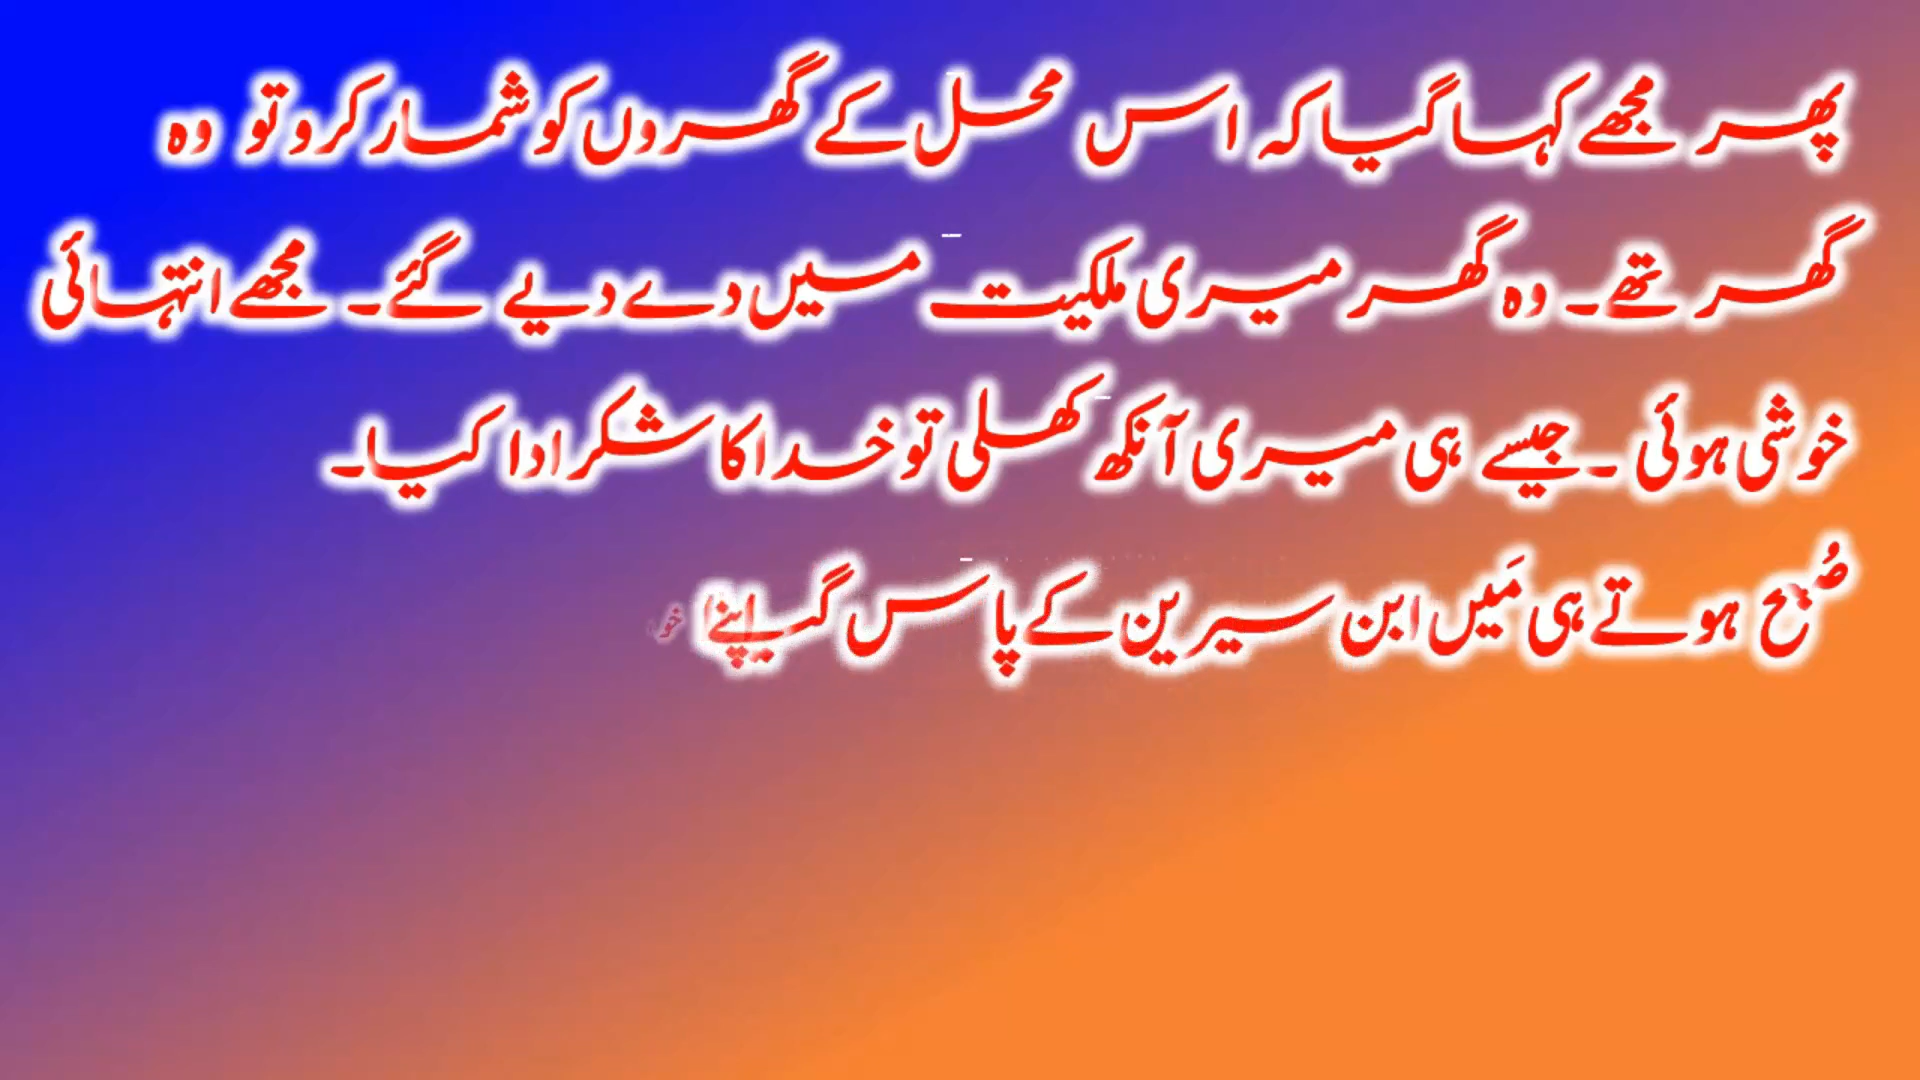 پھر مجھے کہا گیا کہ اس محل کے گھروں کو شمار کرو تو وہ
گھر تھے۔ وہ گھر میری ملکیت میں دے دیے گئے۔ مجھے انتہائی
خوشی ہوئی ۔ جیسے ہی میری آنکھ کھلی تو خدا کا شکر ادا کیا۔
صُبح ہوتے ہی مَیں ابن سیرین کے پاس گیا اپنے